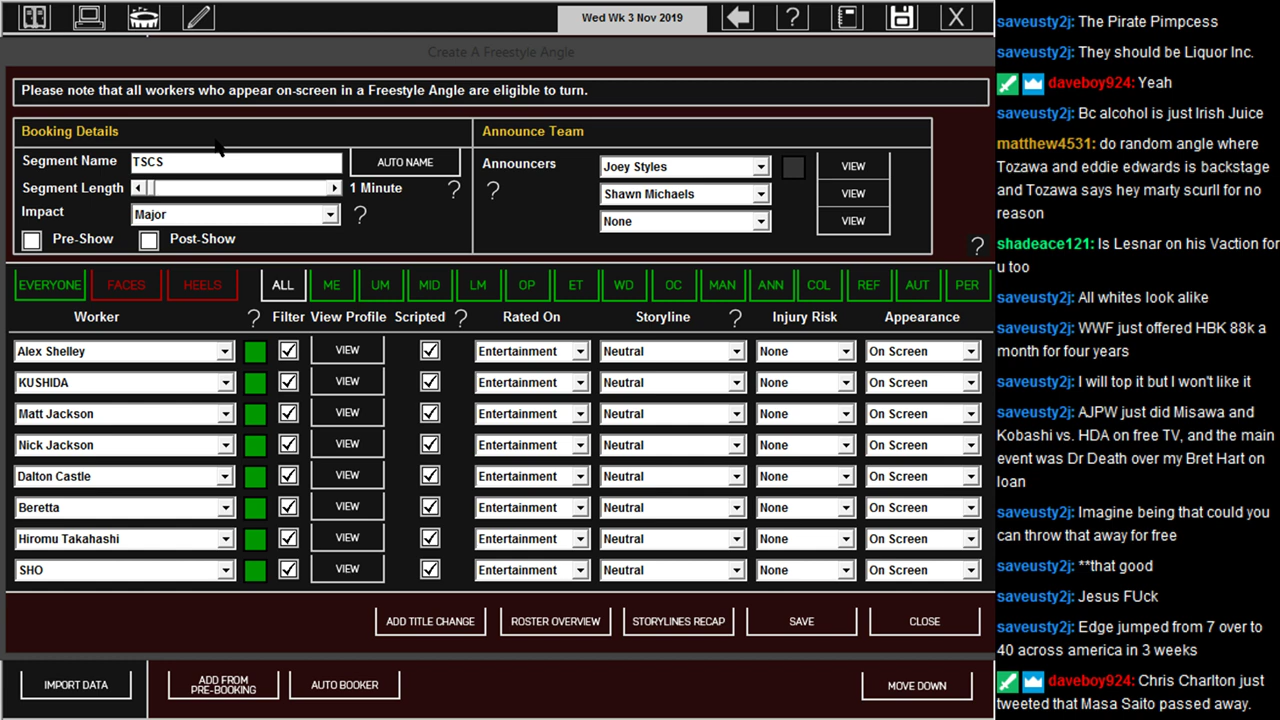 Wed Wk 3 Nov 2019
?
X
Create A Freestyle Angle
Please note that all workers who appear on-screen in a Freestyle Angle are eligible to turn.
Booking Details
Segment Name TSCS AUTO NAME
Segment Length 1 Minute ?
Impact Major ?
Pre-Show Post-Show
Announce Team
Announcers Joey Styles VIEW
? Shawn Michaels VIEW
None VIEW
?
EVERYONE FACES HEELS ALL ME UM MID LM OP ET WD OC MAN ANN COL REF AUT PER
Worker ? Filter View Profile Scripted ? Rated On Storyline ? Injury Risk Appearance
Alex Shelley VIEW Entertainment Neutral None On Screen
KUSHIDA VIEW Entertainment Neutral None On Screen
Matt Jackson VIEW Entertainment Neutral None On Screen
Nick Jackson VIEW Entertainment Neutral None On Screen
Dalton Castle VIEW Entertainment Neutral None On Screen
Beretta VIEW Entertainment Neutral None On Screen
Hiromu Takahashi VIEW Entertainment Neutral None On Screen
SHO VIEW Entertainment Neutral None On Screen
ADD TITLE CHANGE ROSTER OVERVIEW STORYLINES RECAP SAVE CLOSE
IMPORT DATA ADD FROM PRE-BOOKING AUTO BOOKER MOVE DOWN
saveusty2j: The Pirate Pimpcess
saveusty2j: They should be Liquor Inc.
daveboy924: Yeah
saveusty2j: Bc alcohol is just Irish Juice
matthew4531: do random angle where
Tozawa and eddie edwards is backstage
and Tozawa says hey marty scurll for no
reason
shadeace121: Is Lesnar on his Vaction for
u too
saveusty2j: All whites look alike
saveusty2j: WWF just offered HBK 88k a
month for four years
saveusty2j: I will top it but I won't like it
saveusty2j: AJPW just did Misawa and
Kobashi vs. HDA on free TV, and the main
event was Dr Death over my Bret Hart on
loan
saveusty2j: Imagine being that could you
can throw that away for free
saveusty2j: **that good
saveusty2j: Jesus FUck
saveusty2j: Edge jumped from 7 over to
40 across america in 3 weeks
daveboy924: Chris Charlton just
tweeted that Masa Saito passed away.